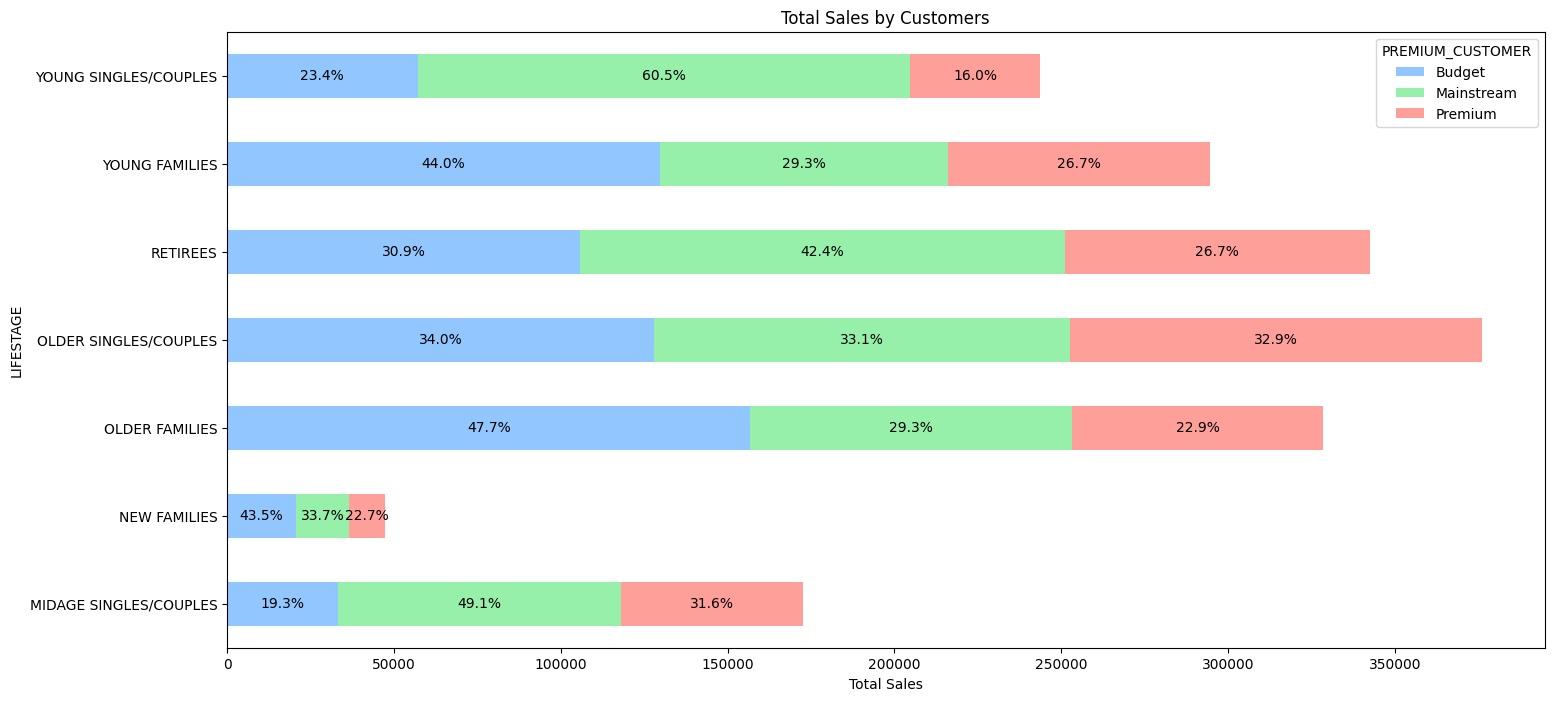 Total Sales by Customers
PREMIUM_CUSTOMER
Budget
Mainstream
Premium
LIFESTAGE
YOUNG SINGLES/COUPLES 23.4% 60.5% 16.0%
YOUNG FAMILIES 44.0% 29.3% 26.7%
RETIREES 30.9% 42.4% 26.7%
OLDER SINGLES/COUPLES 34.0% 33.1% 32.9%
OLDER FAMILIES 47.7% 29.3% 22.9%
NEW FAMILIES 43.5% 33.7% 22.7%
MIDAGE SINGLES/COUPLES 19.3% 49.1% 31.6%
0 50000 100000 150000 200000 250000 300000 350000
Total Sales